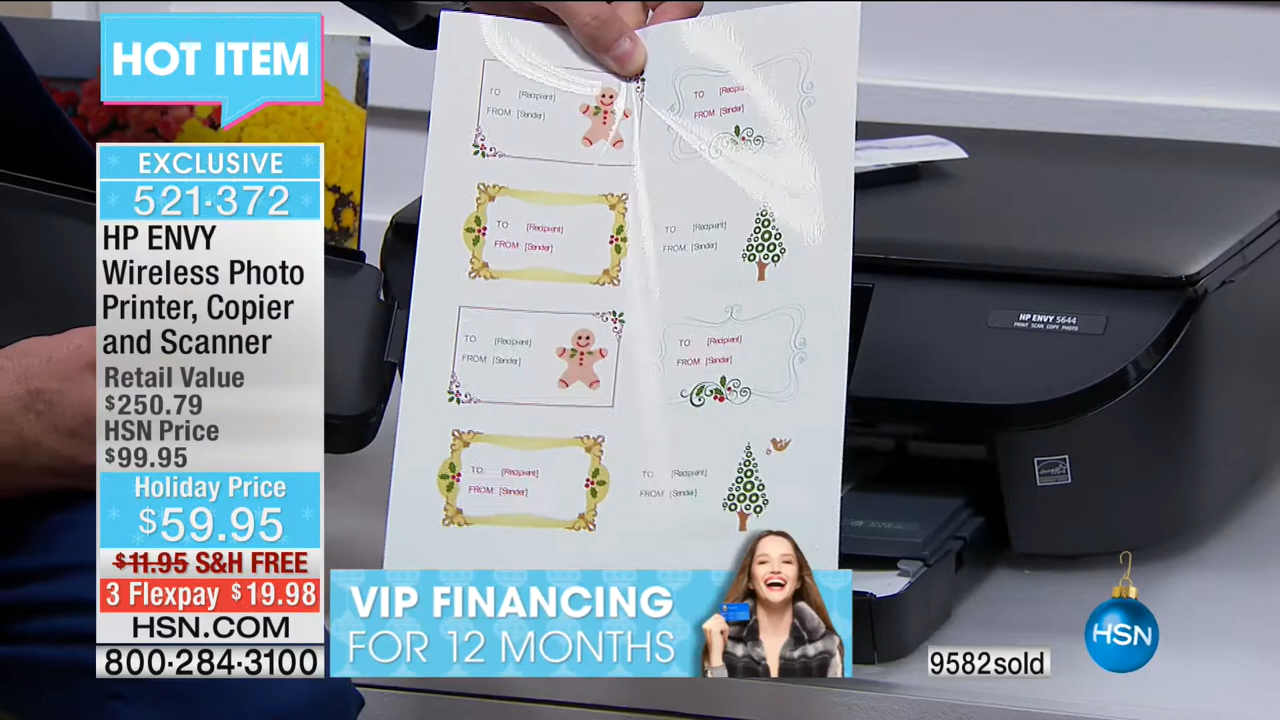 HOT ITEM
EXCLUSIVE
521·372
HP ENVY
Wireless Photo
Printer, Copier
and Scanner
Retail Value
$250.79
HSN Price
$99.95
Holiday Price
$59.95
$11.95 S&H FREE
3 Flexpay $19.98
HSN.COM
800·284·3100
TO [Recipient]
FROM [Sender]
TO: [Recipie
FROM: [Sender]
TO: [Recipient]
FROM: [Sender]
TO: [Recipient]
FROM: [Sender]
TO [Recipient]
FROM: [Sender]
TO: [Recipient]
FROM: [Sender]
TO: [Recipient]
FROM: [Sender]
TO: [Recipient]
FROM: [Sender]
HP ENVY 5644
PRINT SCAN COPY PHOTO
VIP FINANCING
FOR 12 MONTHS
9582sold
HSN